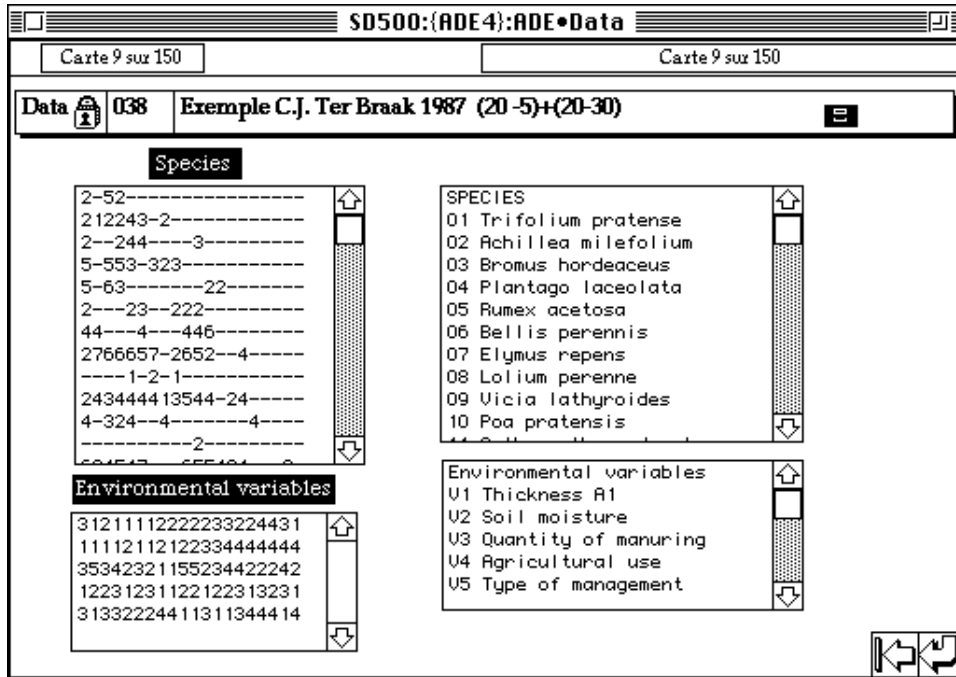 SD500:{ADE4}:ADE•Data
Carte 9 sur 150
Carte 9 sur 150
Data 038 Exemple C.J. Ter Braak 1987 (20 -5)+(20-30)
Species
2-52----------------
212243-2------------
2--244----3---------
5-553-323-----------
5-63-------22-------
2---23--222---------
44---4---446--------
2766657-2652--4-----
----1-2-1-----------
243444413544-24-----
4-324--4-------4----
----------2---------
SPECIES
01 Trifolium pratense
02 Achillea milefolium
03 Bromus hordeaceus
04 Plantago laceolata
05 Rumex acetosa
06 Bellis perennis
07 Elymus repens
08 Lolium perenne
09 Vicia lathyroides
10 Poa pratensis
Environmental variables
31211112222233224431
11112112122334444444
35342321155234422242
12231231122122313231
31332224411311344414
Environmental variables
V1 Thickness A1
V2 Soil moisture
V3 Quantity of manuring
V4 Agricultural use
V5 Type of management